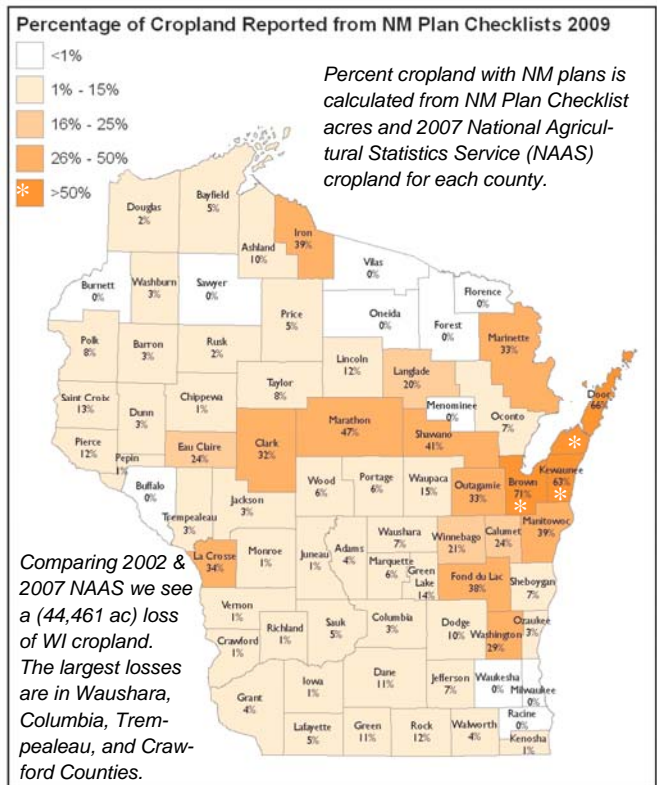 Percentage of Cropland Reported from NM Plan Checklists 2009
<1%
1% - 15%
16% - 25%
26% - 50%
* >50%
Percent cropland with NM plans is
calculated from NM Plan Checklist
acres and 2007 National Agricul-
tural Statistics Service (NAAS)
cropland for each county.
Douglas
2%
Bayfield
5%
Ashland
10%
Iron
39%
Vilas
0%
Burnett
0%
Washburn
3%
Sawyer
0%
Price
5%
Oneida
0%
Forest
0%
Florence
0%
Marinette
33%
Polk
8%
Barron
3%
Rusk
2%
Lincoln
12%
Langlade
20%
Taylor
8%
Saint Croix
13%
Dunn
3%
Chippewa
1%
Marathon
47%
Menominee
0%
Oconto
7%
Door
66%
*
Pierce
12%
Pepin
1%
Eau Claire
24%
Clark
32%
Shawano
41%
Buffalo
0%
Trempealeau
3%
Jackson
3%
Wood
6%
Portage
6%
Waupaca
15%
Outagamie
33%
Brown
71%
*
Kewaunee
63%
*
La Crosse
34%
Monroe
1%
Juneau
1%
Adams
4%
Waushara
7%
Marquette
6%
Green
Lake
14%
Winnebago
21%
Calumet
24%
Manitowoc
39%
Fond du Lac
38%
Sheboygan
7%
Vernon
1%
Crawford
1%
Richland
1%
Sauk
5%
Columbia
3%
Dodge
10%
Washington
29%
Ozaukee
3%
Grant
4%
Iowa
1%
Dane
11%
Jefferson
7%
Waukesha
0%
Milwaukee
0%
Lafayette
5%
Green
11%
Rock
12%
Walworth
4%
Racine
0%
Kenosha
1%
Comparing 2002 &
2007 NAAS we see
a (44,461 ac) loss
of WI cropland.
The largest losses
are in Waushara,
Columbia, Trem-
pealeau, and Craw-
ford Counties.